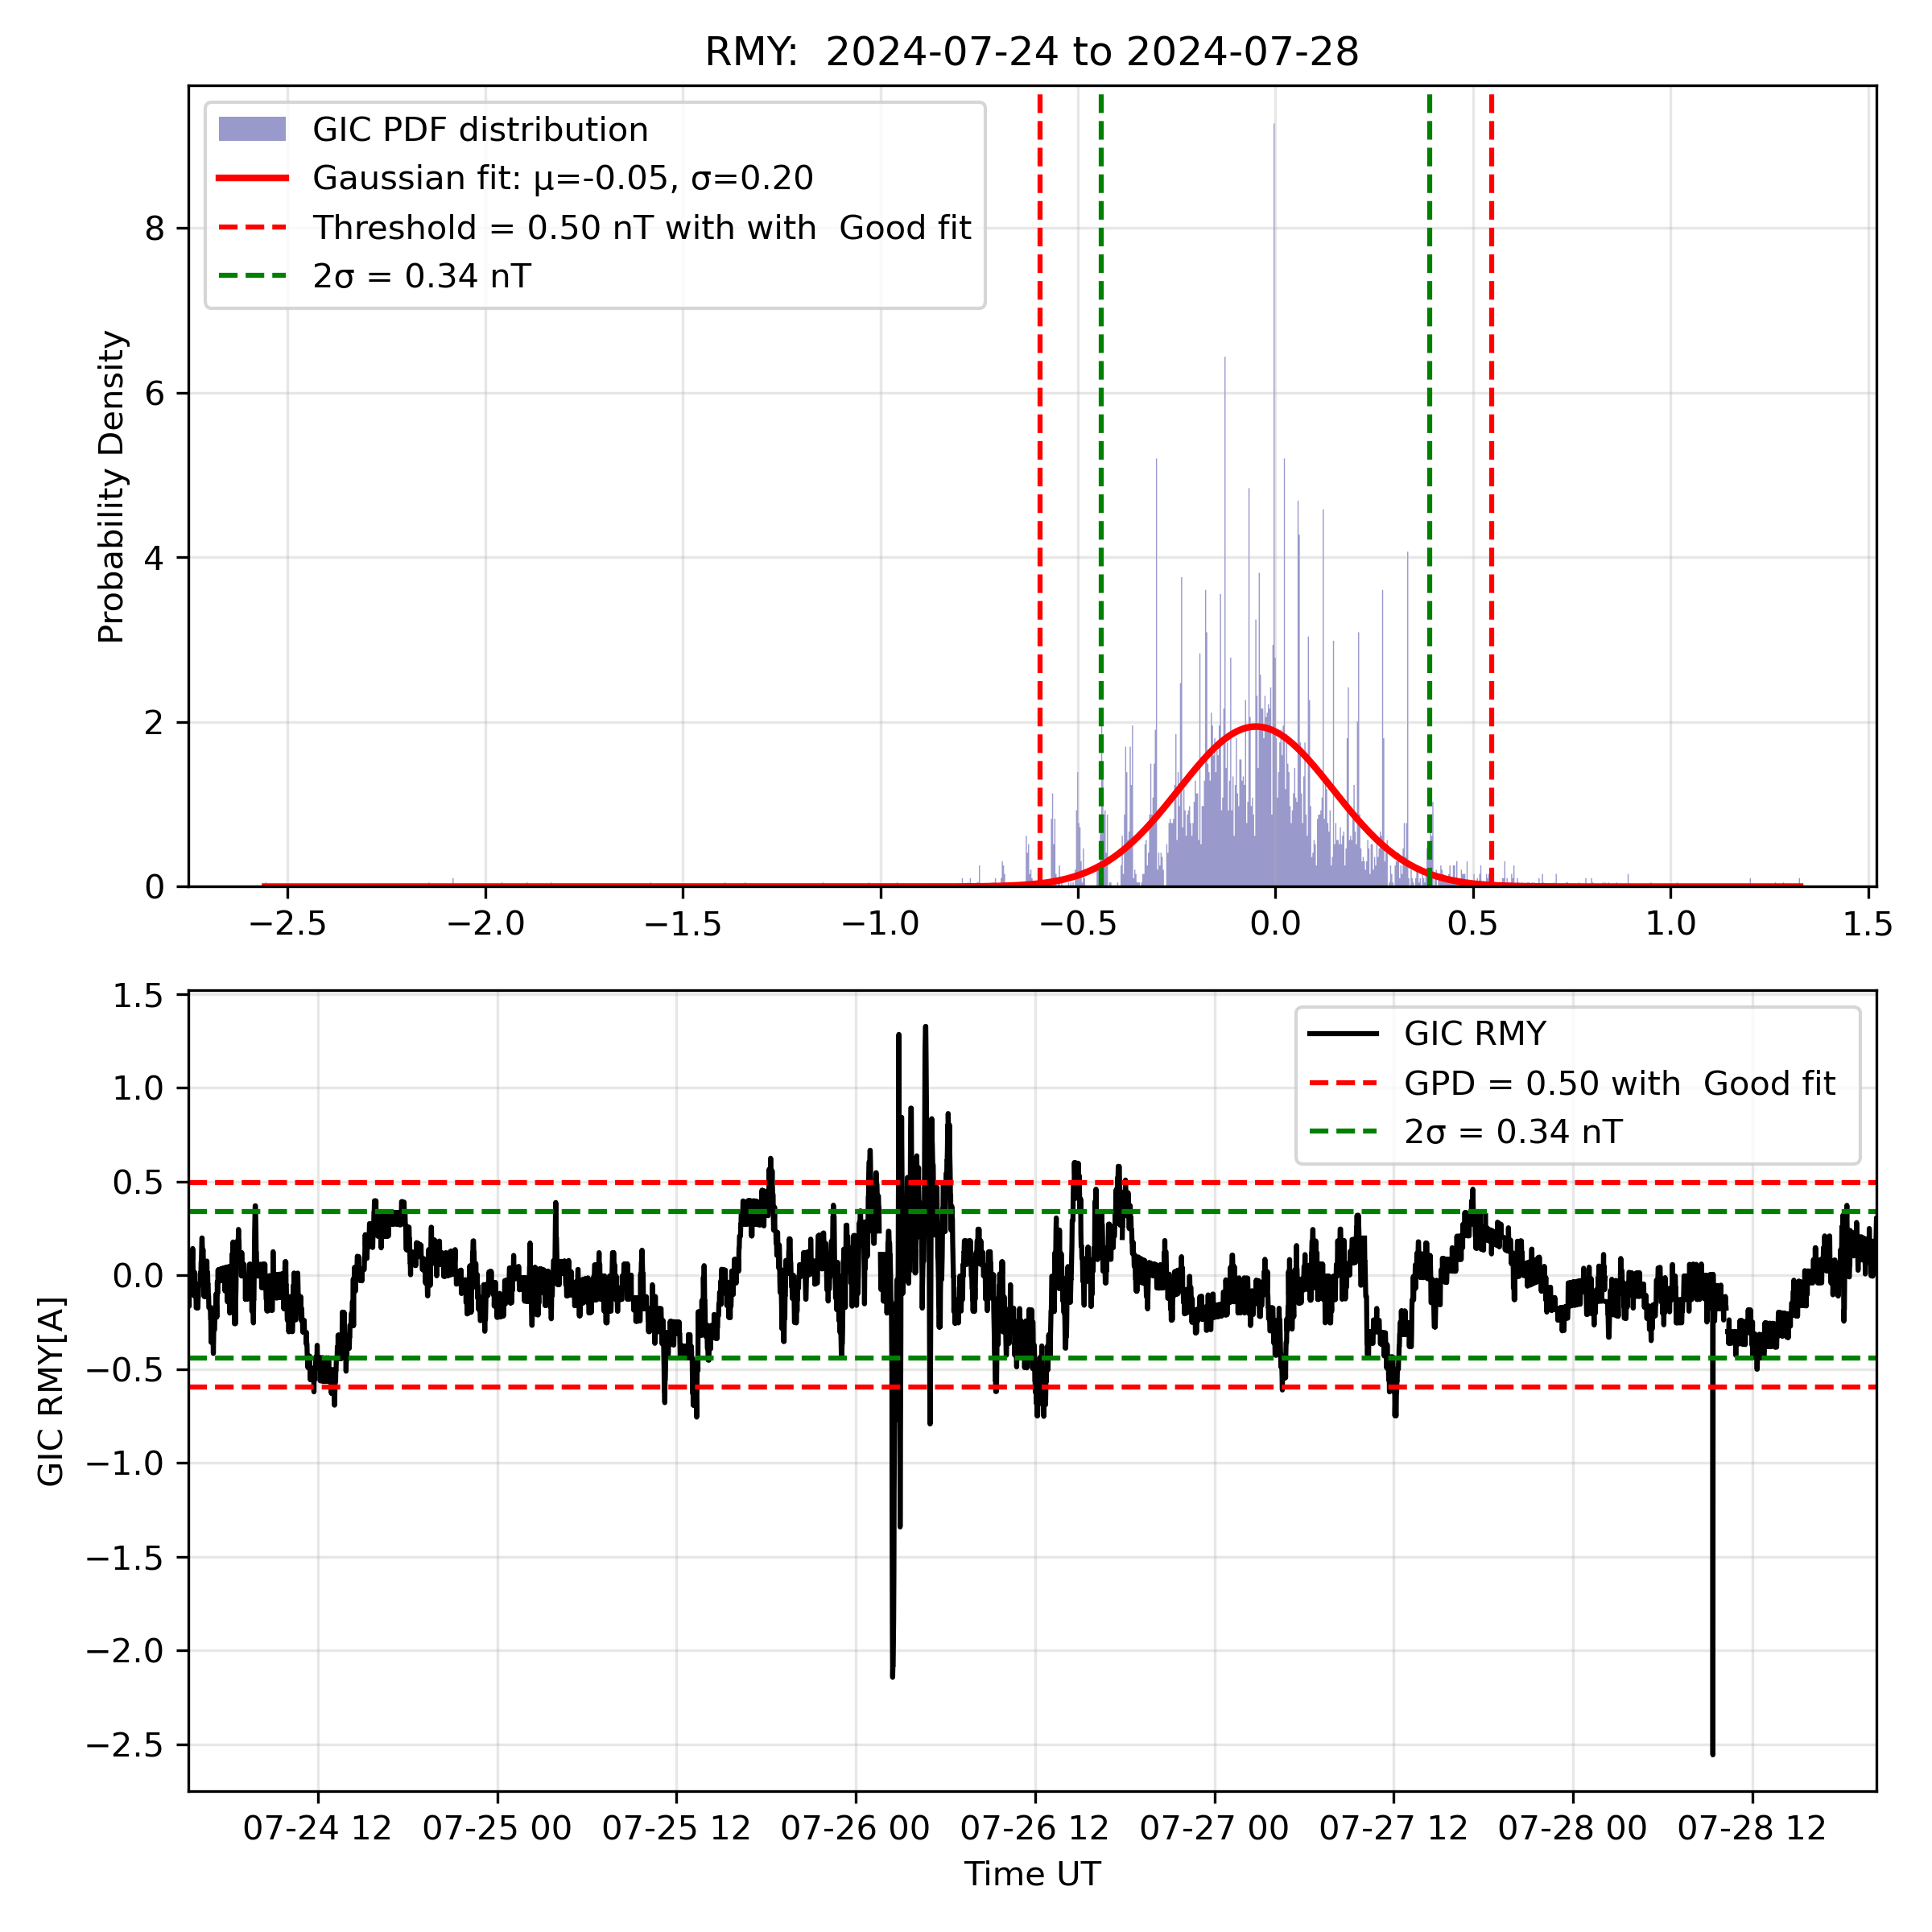 RMY:  2024-07-24 to 2024-07-28
GIC PDF distribution
Gaussian fit: μ=-0.05, σ=0.20
Threshold = 0.50 nT with with  Good fit
2σ = 0.34 nT
Probability Density
8
6
4
2
0
−2.5 −2.0 −1.5 −1.0 −0.5 0.0 0.5 1.0 1.5
GIC RMY
GPD = 0.50 with  Good fit
2σ = 0.34 nT
GIC RMY[A]
1.5
1.0
0.5
0.0
−0.5
−1.0
−1.5
−2.0
−2.5
07-24 12 07-25 00 07-25 12 07-26 00 07-26 12 07-27 00 07-27 12 07-28 00 07-28 12
Time UT